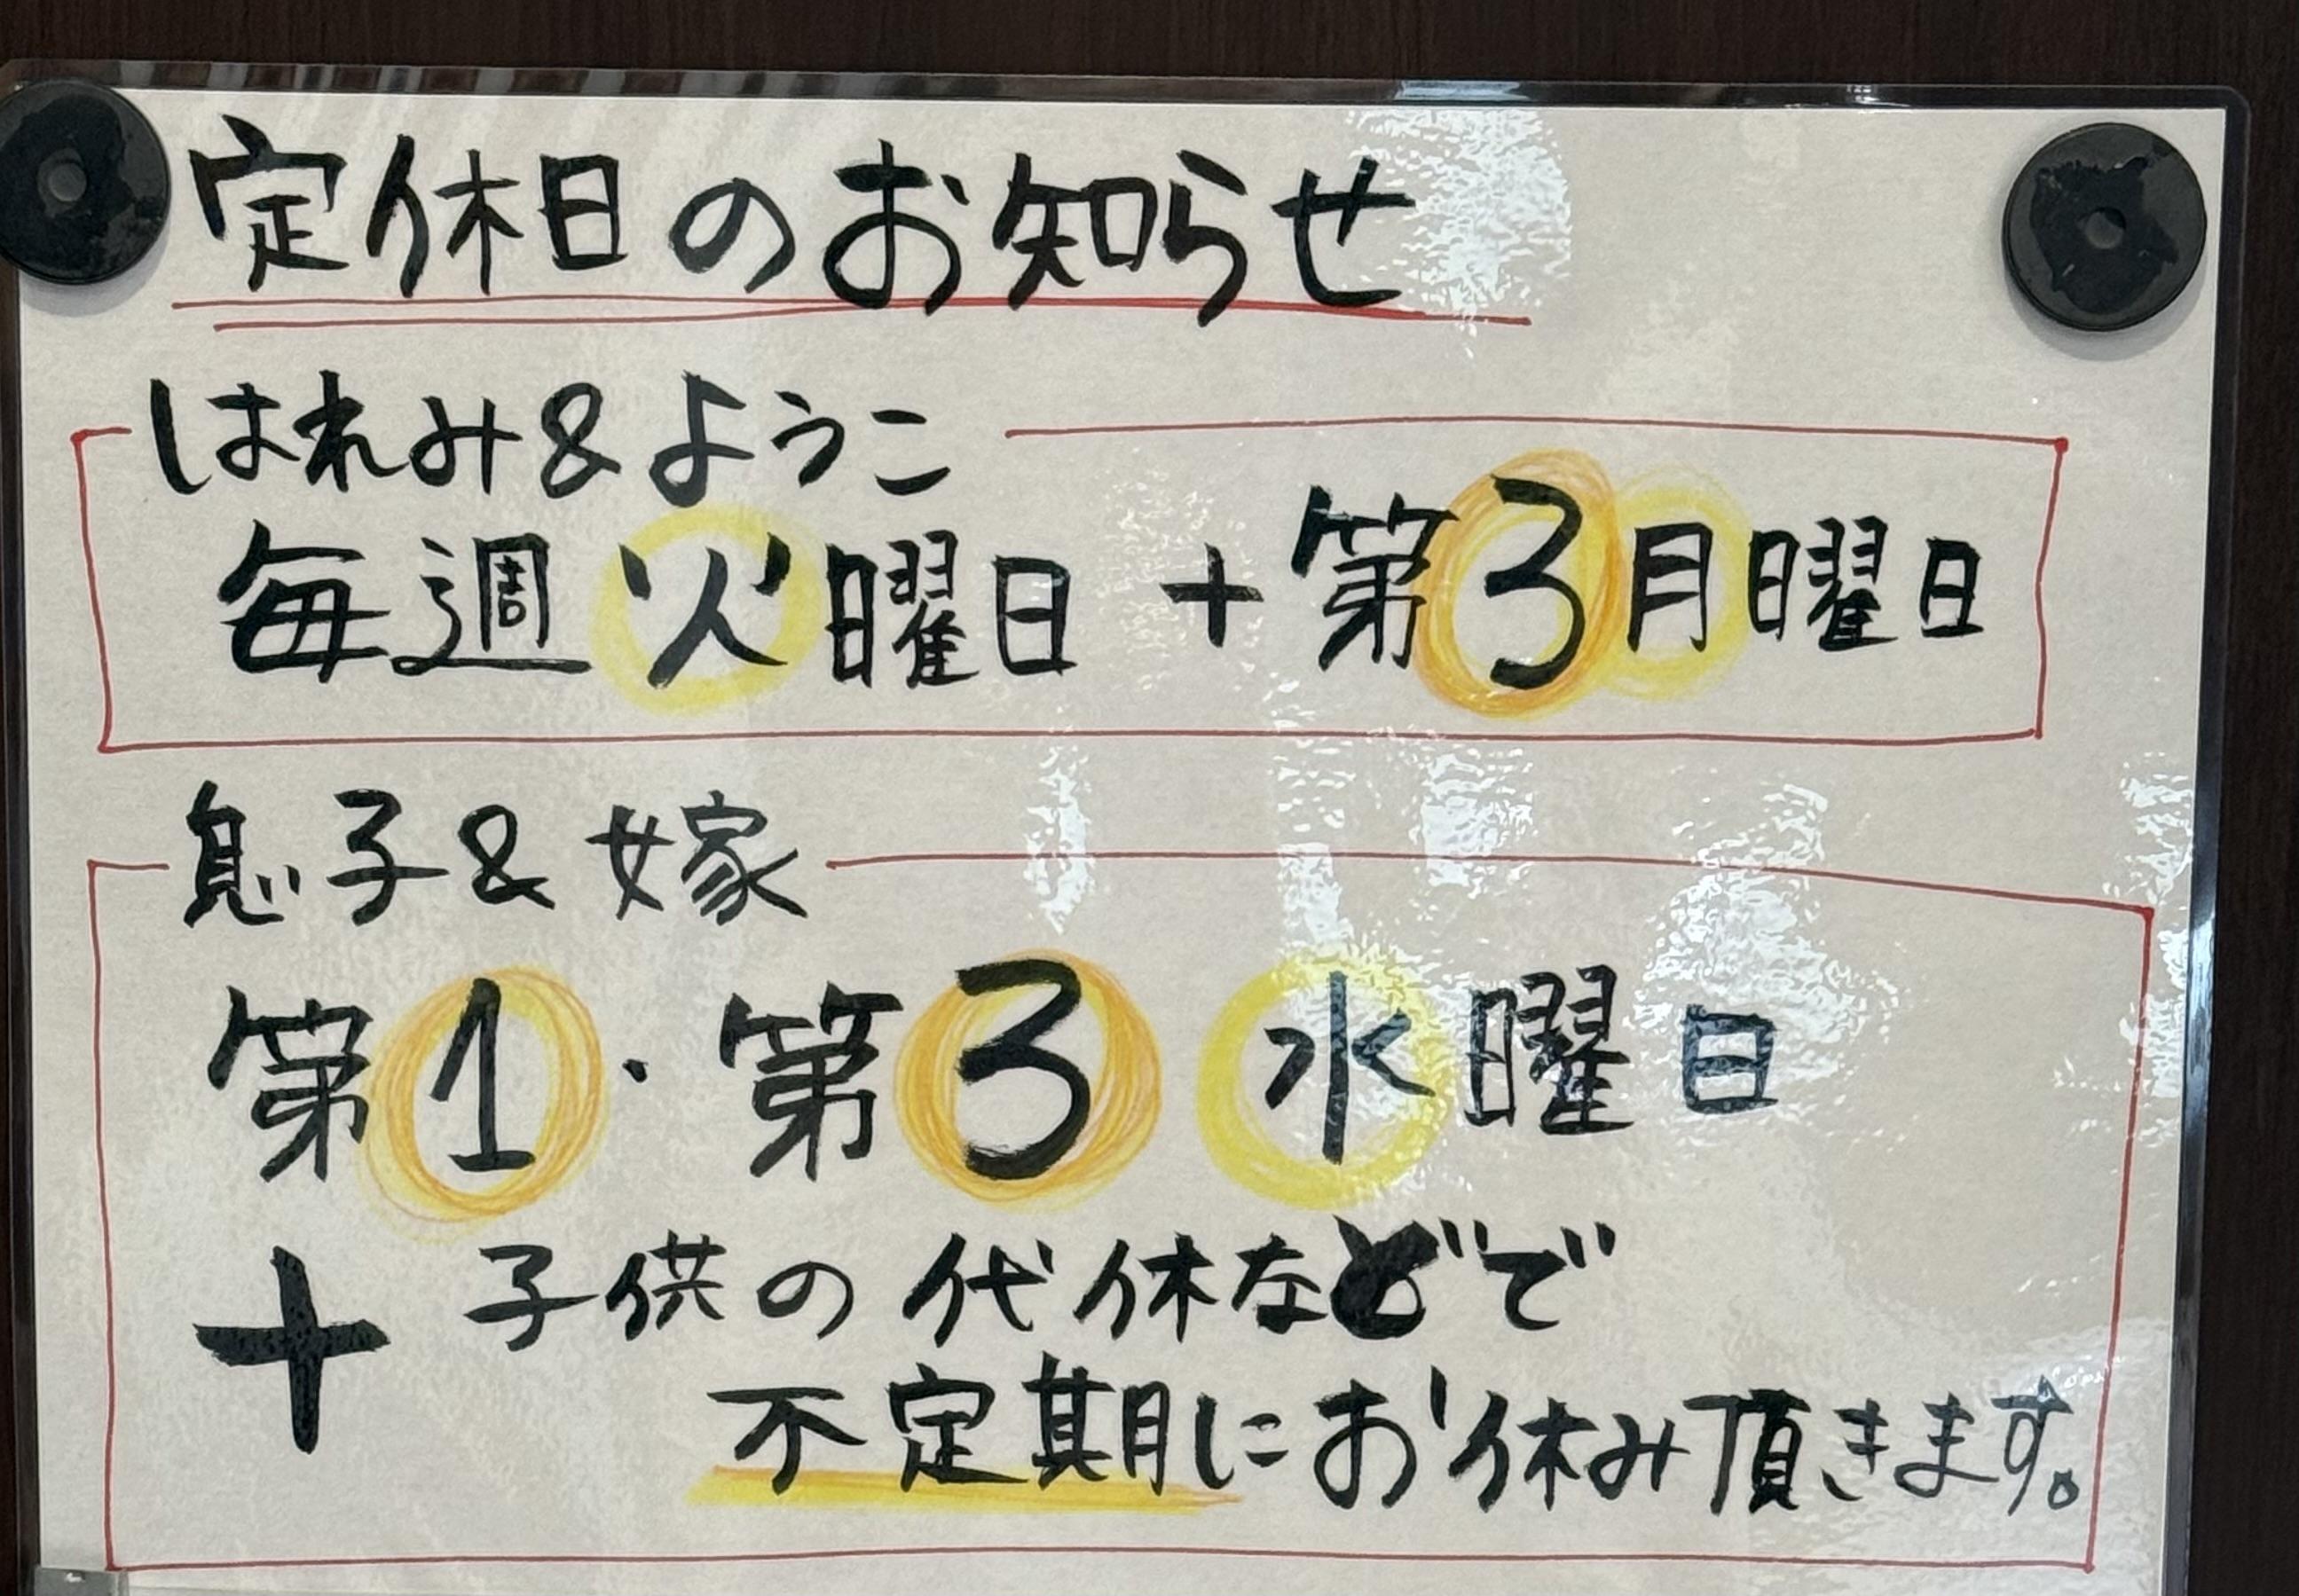 定休日のお知らせ
はれみ&ようこ
毎週火曜日+第3月曜日
息子&嫁
第1・第3水曜日
+子供の代休などで
不定期にお休み頂きます。